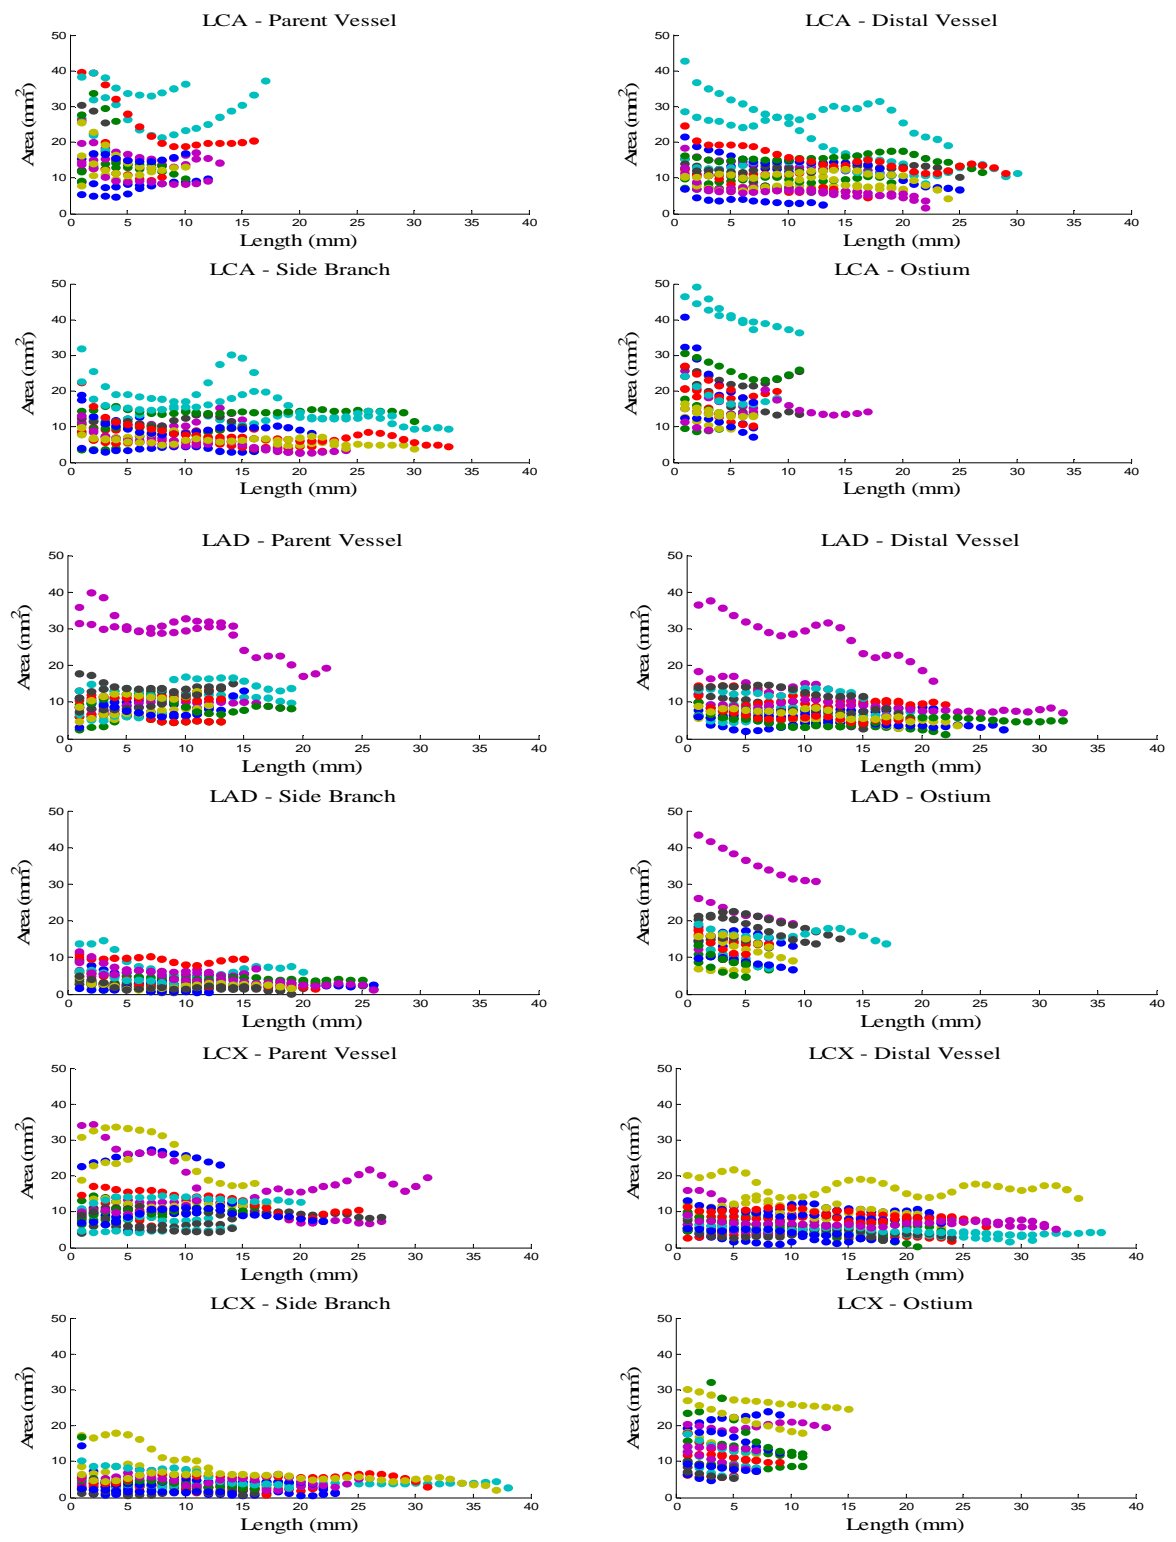 LCA - Parent Vessel
50
40
30
20
10
0
Area (mm²)
0 5 10 15 20 25 30 35 40
Length (mm)
LCA - Distal Vessel
50
40
30
20
10
0
Area (mm²)
0 5 10 15 20 25 30 35 40
Length (mm)
LCA - Side Branch
50
40
30
20
10
0
Area (mm²)
0 5 10 15 20 25 30 35 40
Length (mm)
LCA - Ostium
50
40
30
20
10
0
Area (mm²)
0 5 10 15 20 25 30 35 40
Length (mm)
LAD - Parent Vessel
50
40
30
20
10
0
Area (mm²)
0 5 10 15 20 25 30 35 40
Length (mm)
LAD - Distal Vessel
50
40
30
20
10
0
Area (mm²)
0 5 10 15 20 25 30 35 40
Length (mm)
LAD - Side Branch
50
40
30
20
10
0
Area (mm²)
0 5 10 15 20 25 30 35 40
Length (mm)
LAD - Ostium
50
40
30
20
10
0
Area (mm²)
0 5 10 15 20 25 30 35 40
Length (mm)
LCX - Parent Vessel
50
40
30
20
10
0
Area (mm²)
0 5 10 15 20 25 30 35 40
Length (mm)
LCX - Distal Vessel
50
40
30
20
10
0
Area (mm²)
0 5 10 15 20 25 30 35 40
Length (mm)
LCX - Side Branch
50
40
30
20
10
0
Area (mm²)
0 5 10 15 20 25 30 35 40
Length (mm)
LCX - Ostium
50
40
30
20
10
0
Area (mm²)
0 5 10 15 20 25 30 35 40
Length (mm)